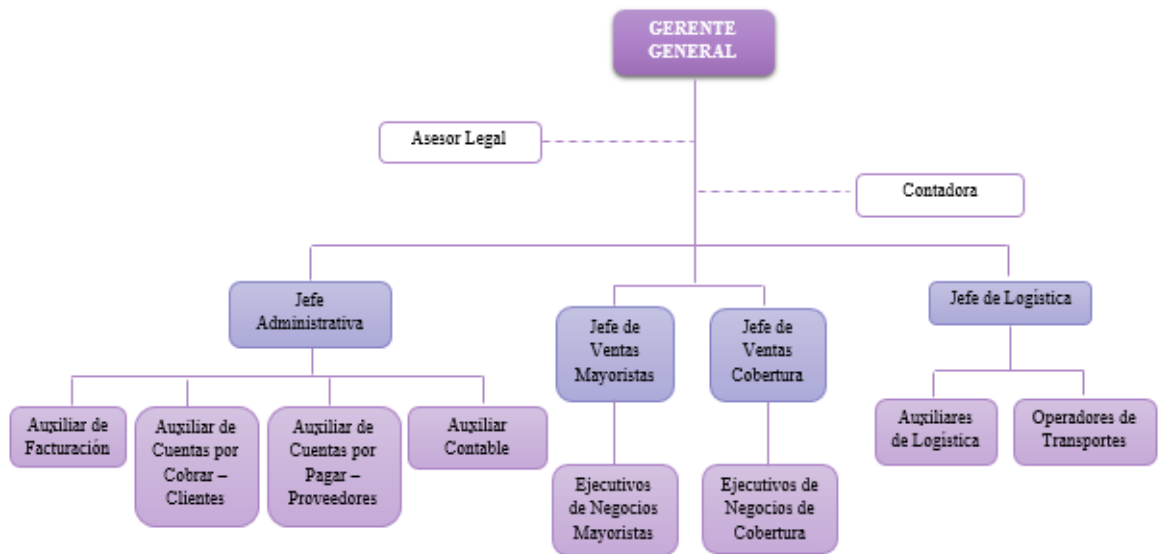 GERENTE
GENERAL
Asesor Legal
Contadora
Jefe
Administrativa
Jefe de
Ventas
Mayoristas
Jefe de
Ventas
Cobertura
Jefe de Logística
Auxiliar de
Facturación
Auxiliar de
Cuentas por
Cobrar –
Clientes
Auxiliar de
Cuentas por
Pagar –
Proveedores
Auxiliar
Contable
Ejecutivos
de Negocios
Mayoristas
Ejecutivos de
Negocios de
Cobertura
Auxiliares
de Logística
Operadores de
Transportes